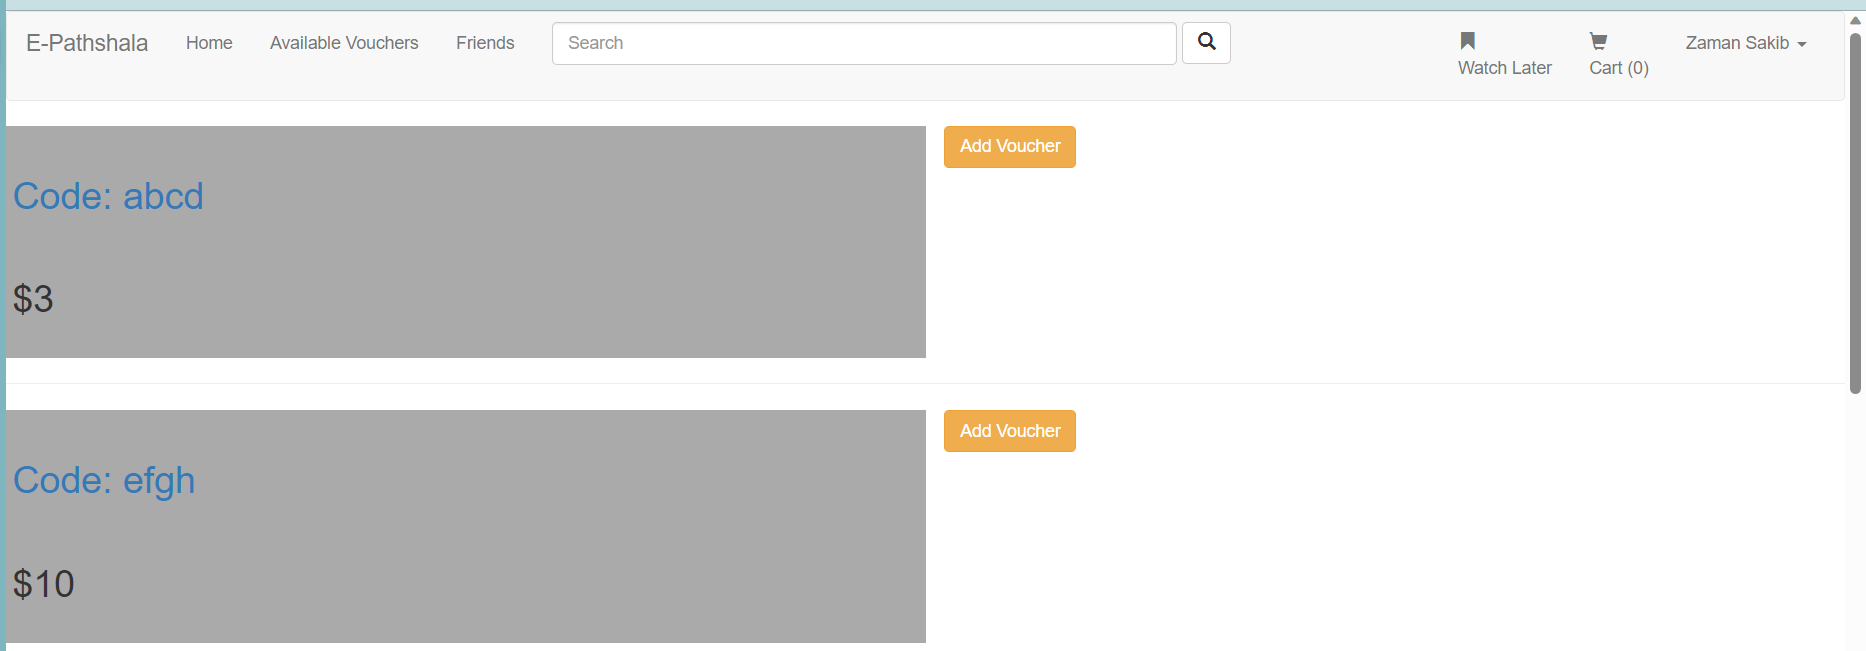 E-Pathshala Home Available Vouchers Friends Search Zaman Sakib
Watch Later Cart (0)
Add Voucher
Code: abcd
$3
Add Voucher
Code: efgh
$10